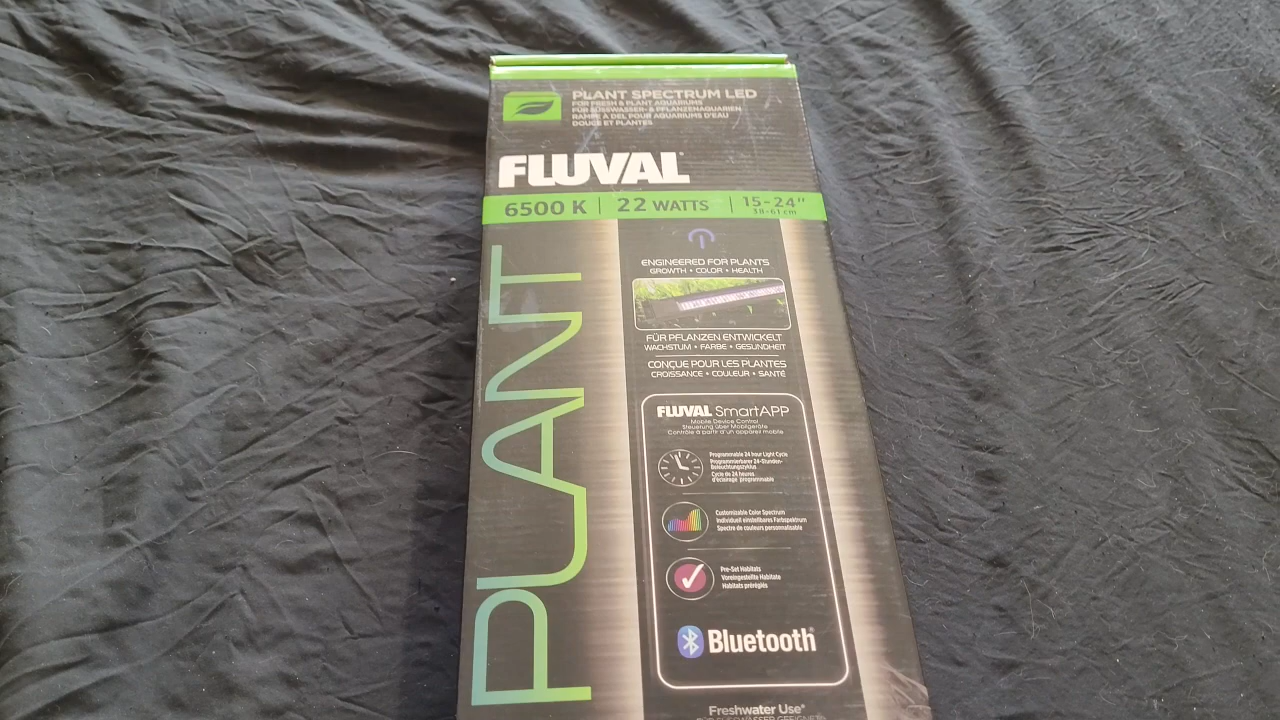 PLANT SPECTRUM LED
FOR FRESH & PLANT AQUARIUMS
FÜR SÜSSWASSER- & PFLANZENAQUARIEN
RAMPE À DEL POUR AQUARIUMS D'EAU
DOUCE ET PLANTES
FLUVAL®
6500 K | 22 WATTS | 15-24"
38-61 cm
PLANT
ENGINEERED FOR PLANTS
GROWTH • COLOR • HEALTH
FÜR PFLANZEN ENTWICKELT
WACHSTUM • FARBE • GESUNDHEIT
CONÇUE POUR LES PLANTES
CROISSANCE • COULEUR • SANTÉ
FLUVAL SmartAPP
Mobile Device Control
Steuerung über Mobilgeräte
Contrôle à partir d'un appareil mobile
Programmable 24 hour Light Cycle
Programmierbarer 24-Stunden-
Beleuchtungszyklus
Cycle de 24 heures
d'éclairage programmable
Customizable Color Spectrum
Individuell einstellbares Farbspektrum
Spectre de couleurs personnalisable
Pre-Set Habitats
Voreingestellte Habitate
Habitats préréglés
Bluetooth®
Freshwater Use*
FÜR SÜSSWASSER GEEIGNET*